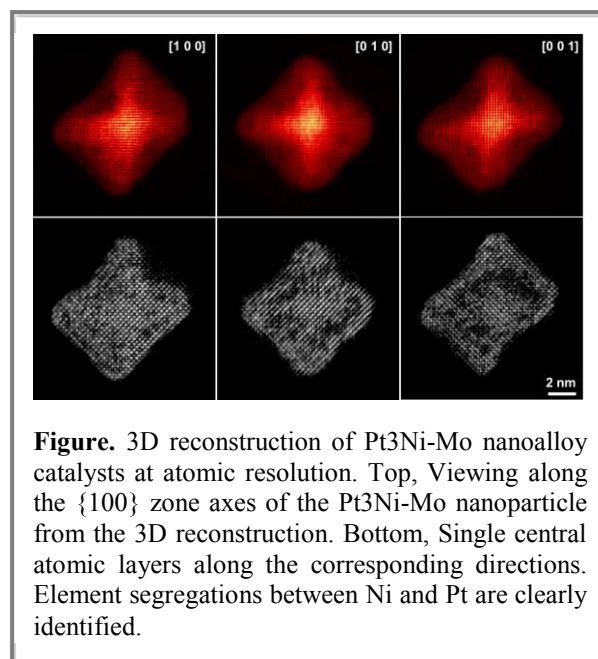 [1 0 0]
[0 1 0]
[0 0 1]
2 nm
Figure. 3D reconstruction of Pt3Ni-Mo nanoalloy
catalysts at atomic resolution. Top, Viewing along
the {100} zone axes of the Pt3Ni-Mo nanoparticle
from the 3D reconstruction. Bottom, Single central
atomic layers along the corresponding directions.
Element segregations between Ni and Pt are clearly
identified.